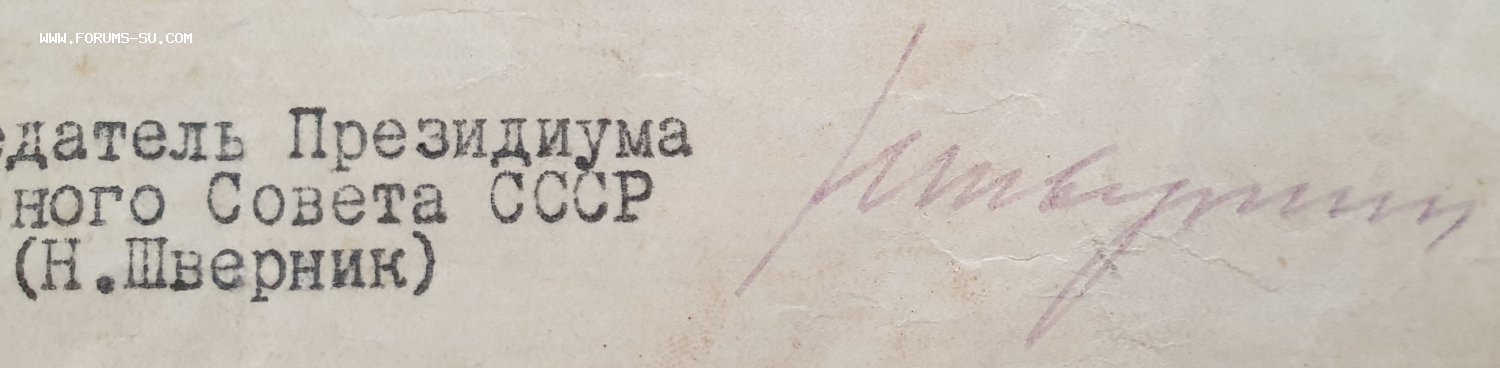 WWW.FORUMS-SU.COM
едатель Президиума
ного Совета СССР
(Н.Шверник)